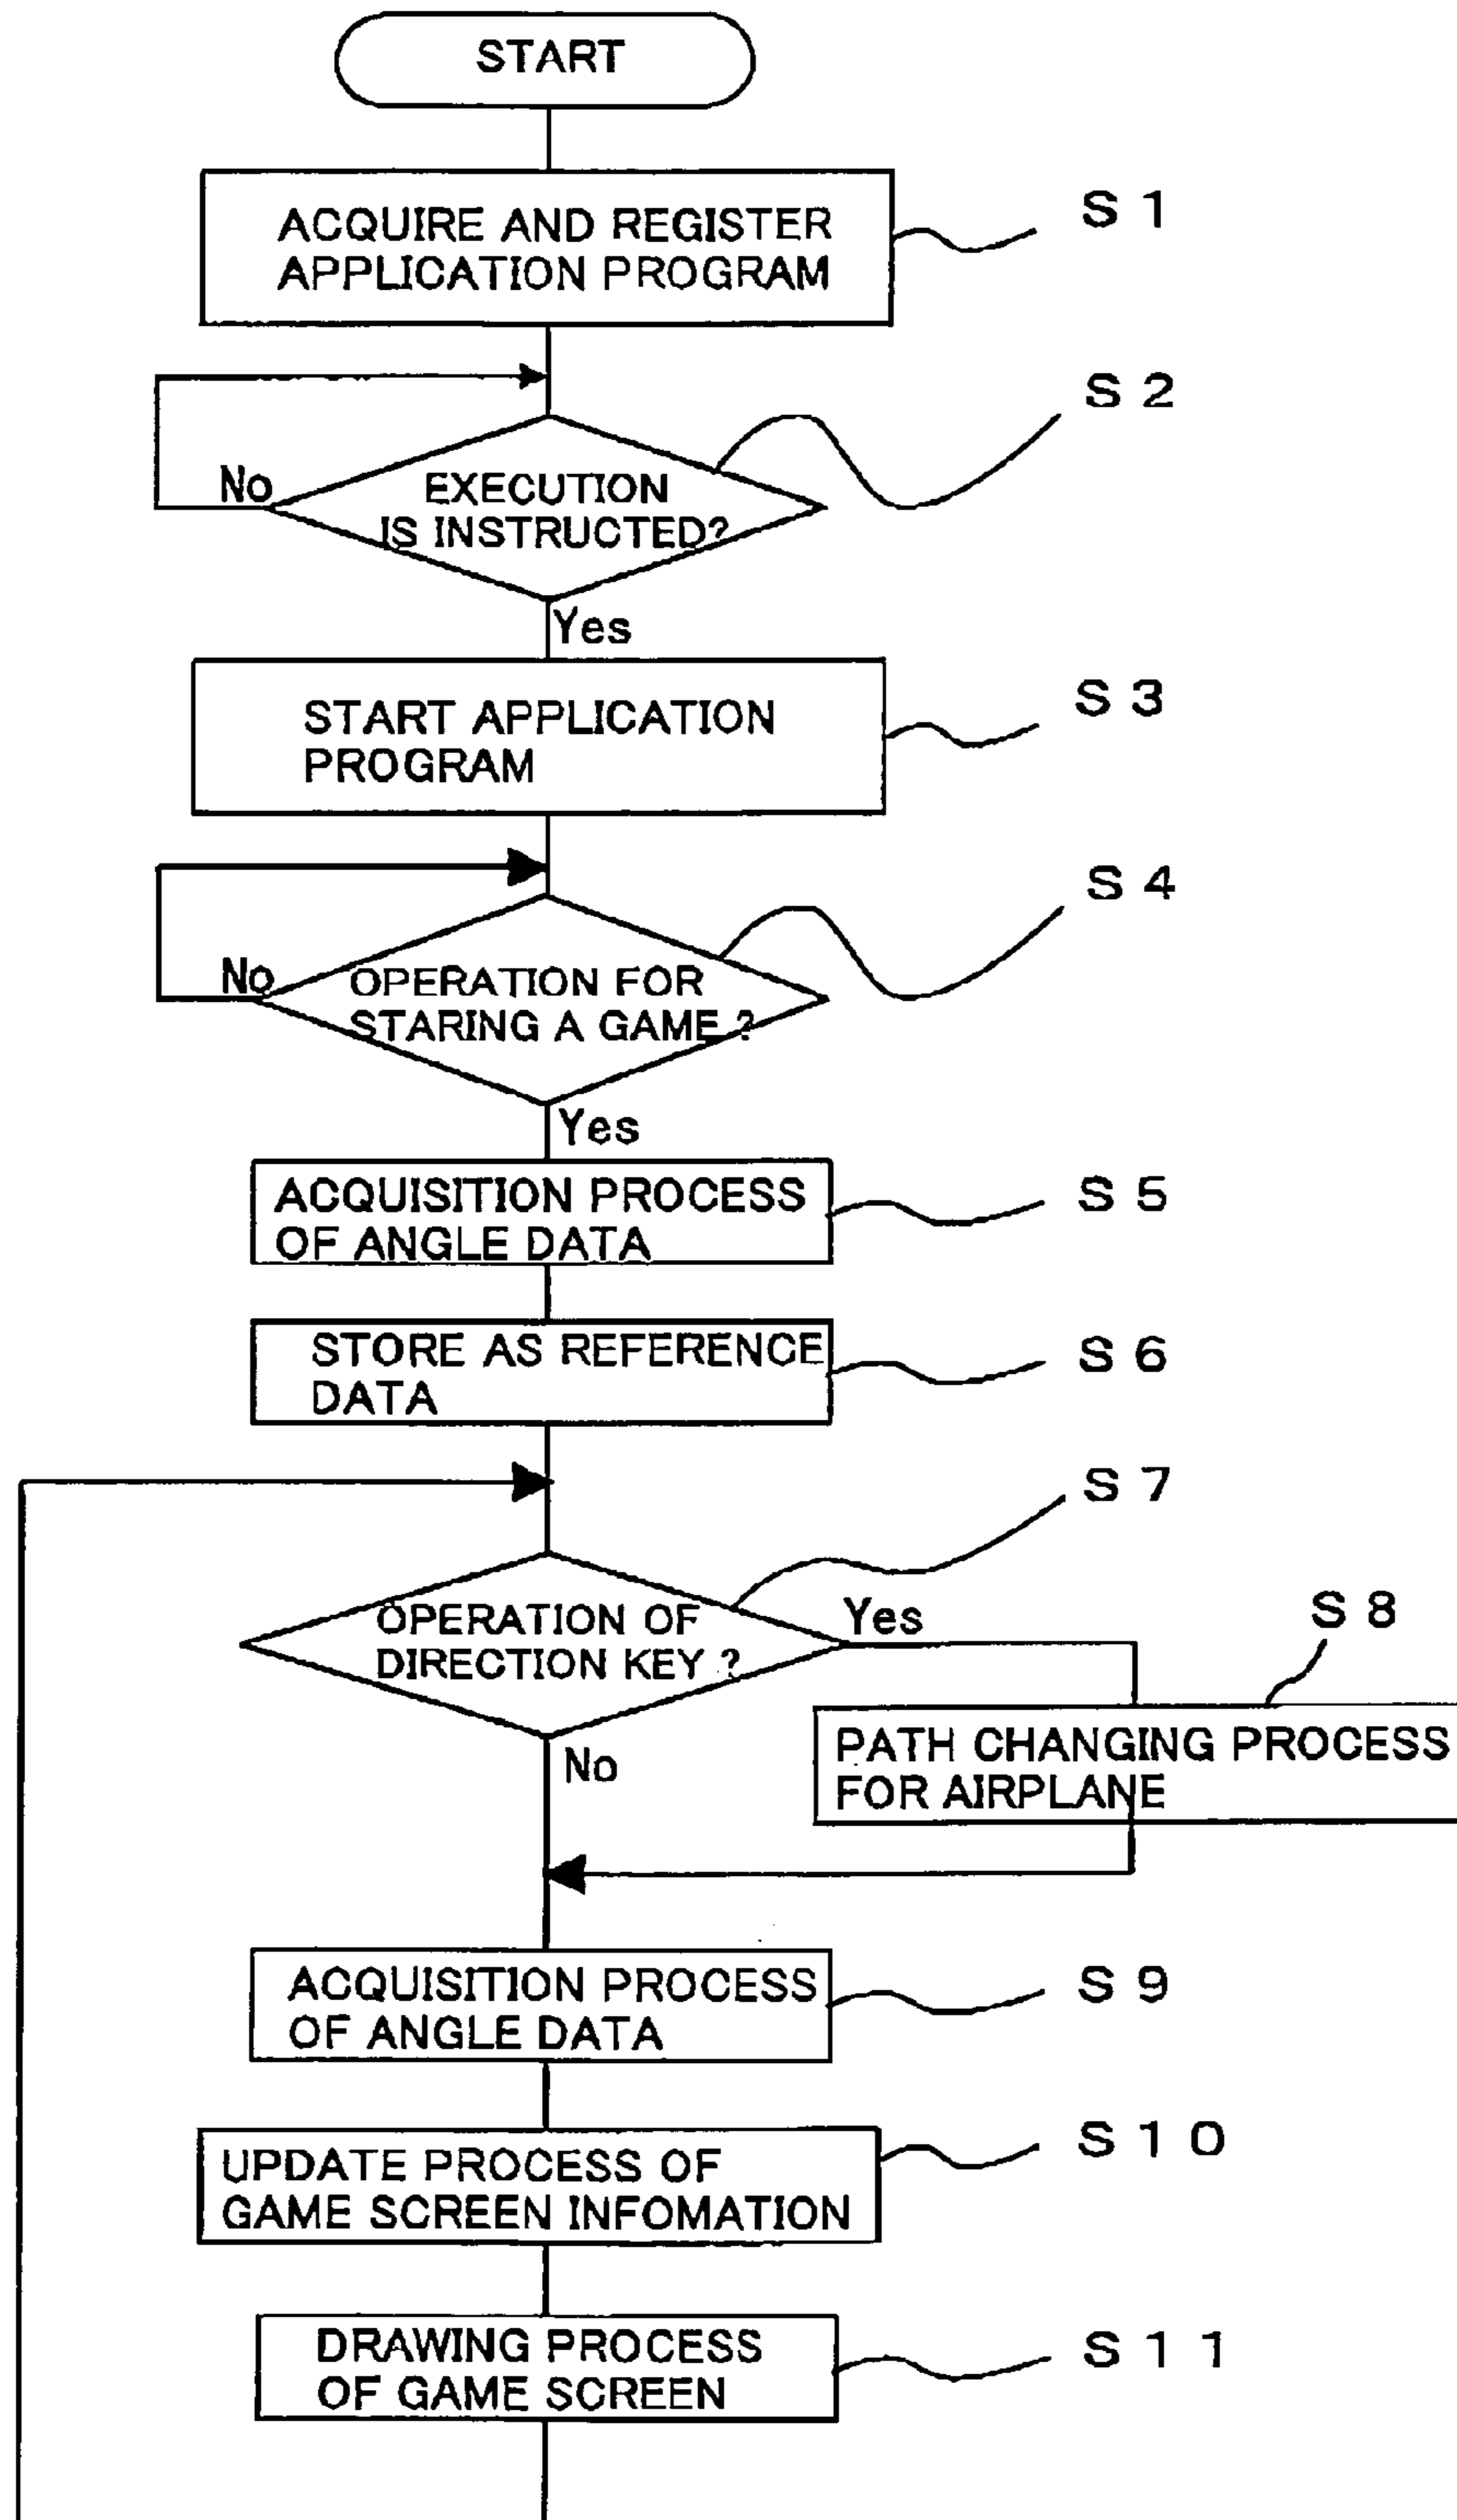 START
ACQUIRE AND REGISTER
APPLICATION PROGRAM
S 1
S 2
No
EXECUTION
IS INSTRUCTED?
Yes
START APPLICATION
PROGRAM
S 3
S 4
No
OPERATION FOR
STARING A GAME ?
Yes
ACQUISITION PROCESS
OF ANGLE DATA
S 5
STORE AS REFERENCE
DATA
S 6
S 7
OPERATION OF
DIRECTION KEY ?
Yes
No
S 8
PATH CHANGING PROCESS
FOR AIRPLANE
ACQUISITION PROCESS
OF ANGLE DATA
S 9
UPDATE PROCESS OF
GAME SCREEN INFOMATION
S 1 0
DRAWING PROCESS
OF GAME SCREEN
S 1 1